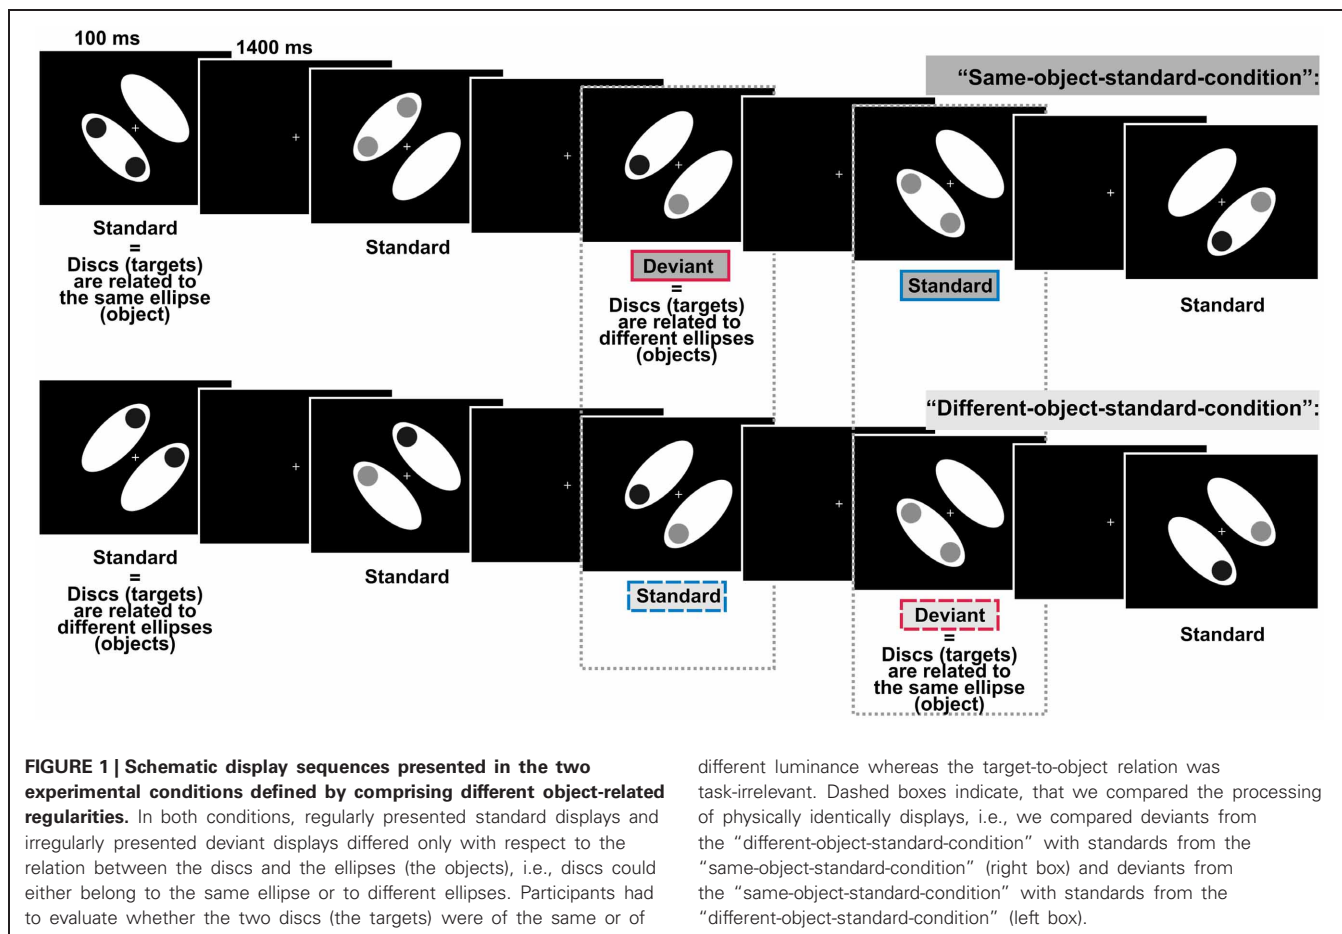 100 ms
1400 ms
“Same-object-standard-condition”:
Standard
=
Discs (targets)
are related to
the same ellipse
(object)
Standard
Deviant
=
Discs (targets)
are related to
different ellipses
(objects)
Standard
Standard
“Different-object-standard-condition”:
Standard
=
Discs (targets)
are related to
different ellipses
(objects)
Standard
Standard
Deviant
=
Discs (targets)
are related to
the same ellipse
(object)
Standard
FIGURE 1 | Schematic display sequences presented in the two
experimental conditions defined by comprising different object-related
regularities. In both conditions, regularly presented standard displays and
irregularly presented deviant displays differed only with respect to the
relation between the discs and the ellipses (the objects), i.e., discs could
either belong to the same ellipse or to different ellipses. Participants had
to evaluate whether the two discs (the targets) were of the same or of
different luminance whereas the target-to-object relation was
task-irrelevant. Dashed boxes indicate, that we compared the processing
of physically identically displays, i.e., we compared deviants from
the “different-object-standard-condition” with standards from the
“same-object-standard-condition” (right box) and deviants from
the “same-object-standard-condition” with standards from the
“different-object-standard-condition” (left box).